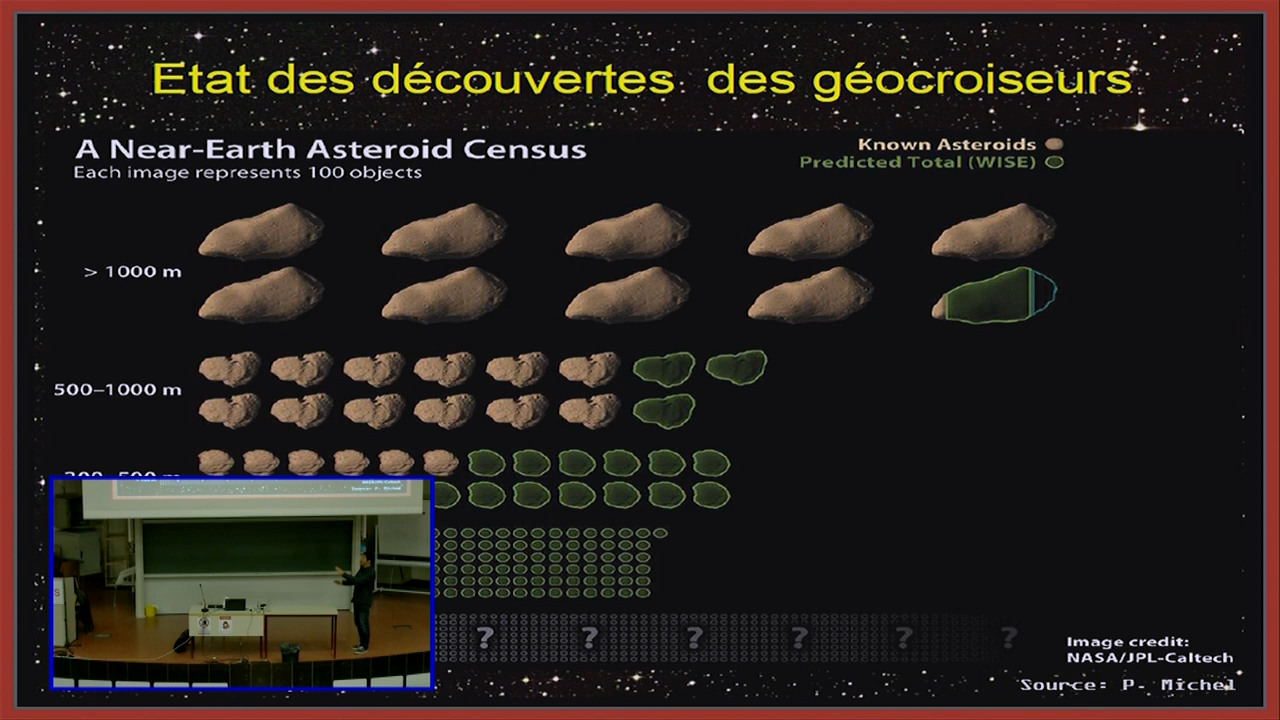 Etat des découvertes des géocroiseurs
A Near-Earth Asteroid Census
Each image represents 100 objects
Known Asteroids
Predicted Total (WISE)
> 1000 m
500–1000 m
? ? ? ? ? ?
Image credit:
NASA/JPL-Caltech
Source: P. Michel